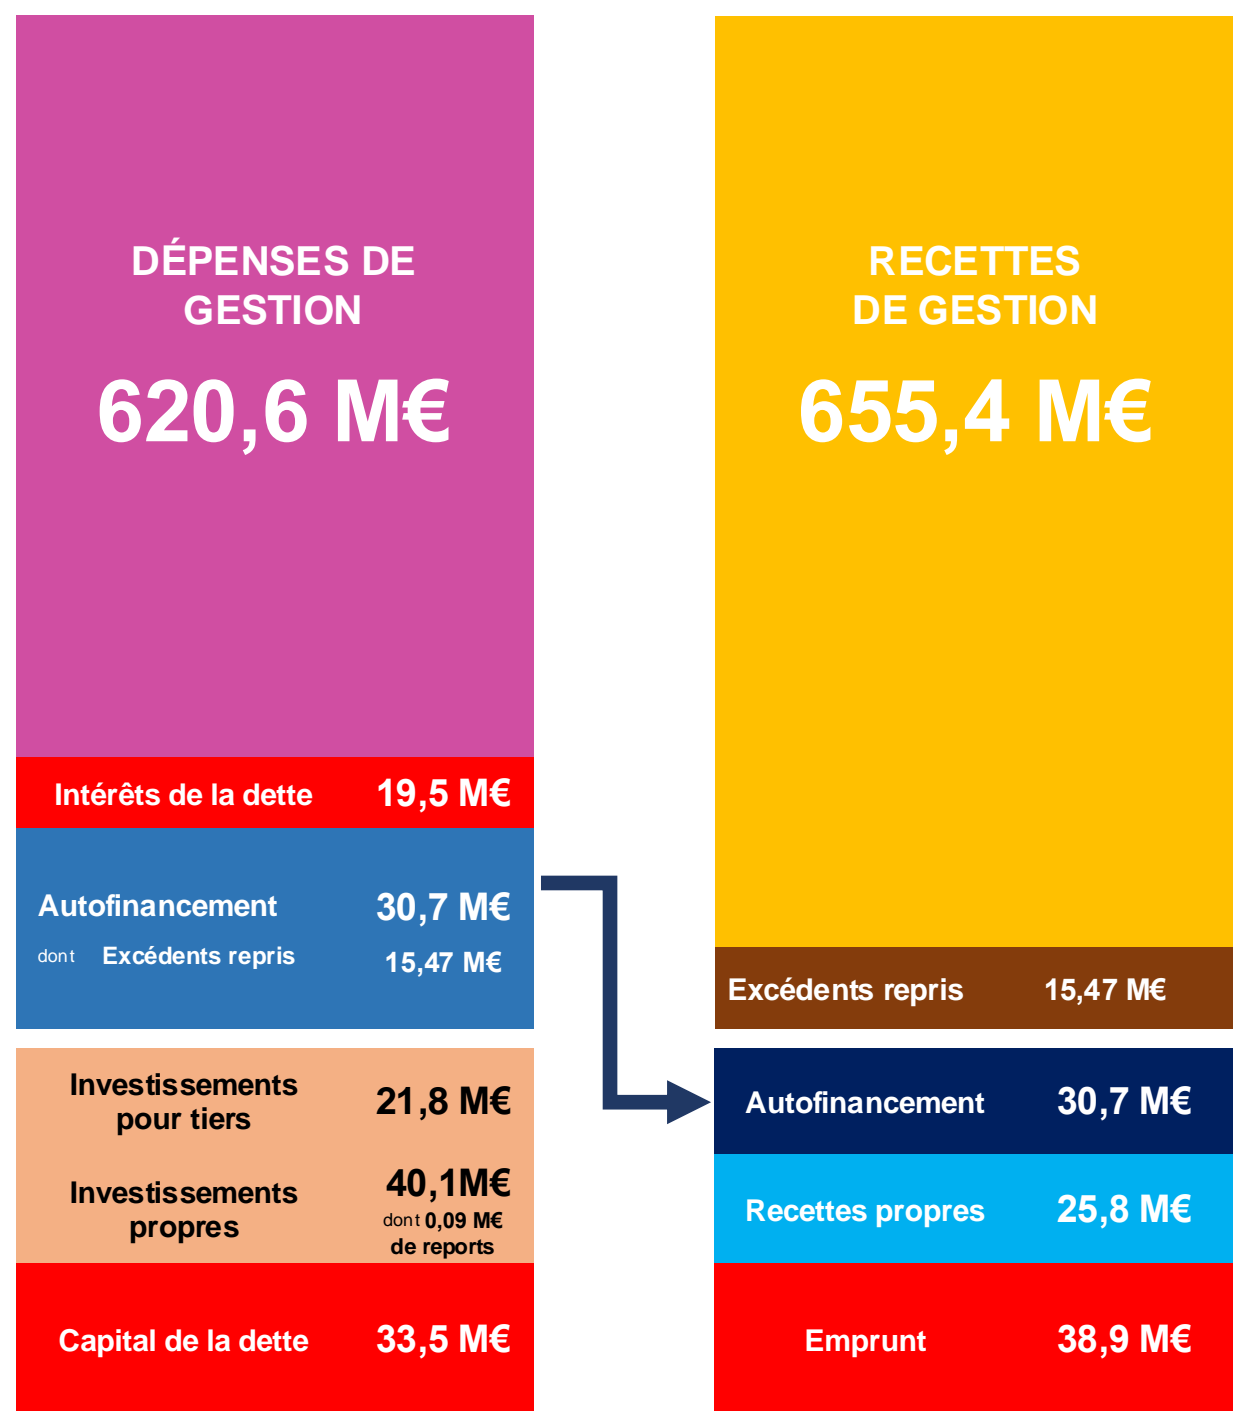 DÉPENSES DE
GESTION
620,6 M€
Intérêts de la dette 19,5 M€
Autofinancement 30,7 M€
dont Excédents repris 15,47 M€
Investissements
pour tiers
21,8 M€
Investissements
propres
40,1M€
dont 0,09 M€
de reports
Capital de la dette 33,5 M€
RECETTES
DE GESTION
655,4 M€
Excédents repris 15,47 M€
Autofinancement 30,7 M€
Recettes propres 25,8 M€
Emprunt 38,9 M€